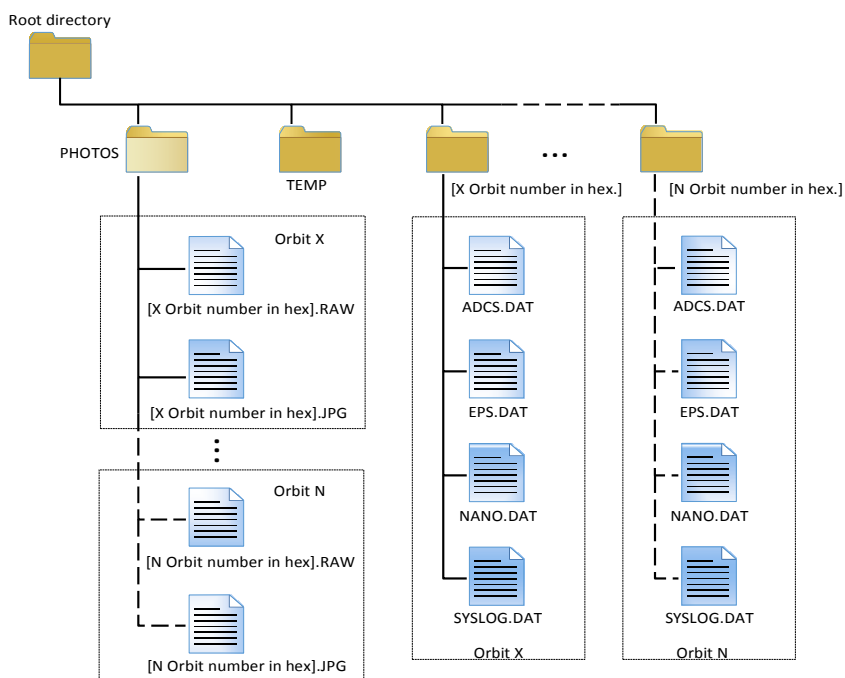 Root directory
PHOTOS
TEMP
[X Orbit number in hex.]
...
[N Orbit number in hex.]
Orbit X
[X Orbit number in hex].RAW
[X Orbit number in hex].JPG
Orbit N
[N Orbit number in hex].RAW
[N Orbit number in hex].JPG
ADCS.DAT
EPS.DAT
NANO.DAT
SYSLOG.DAT
Orbit X
ADCS.DAT
EPS.DAT
NANO.DAT
SYSLOG.DAT
Orbit N